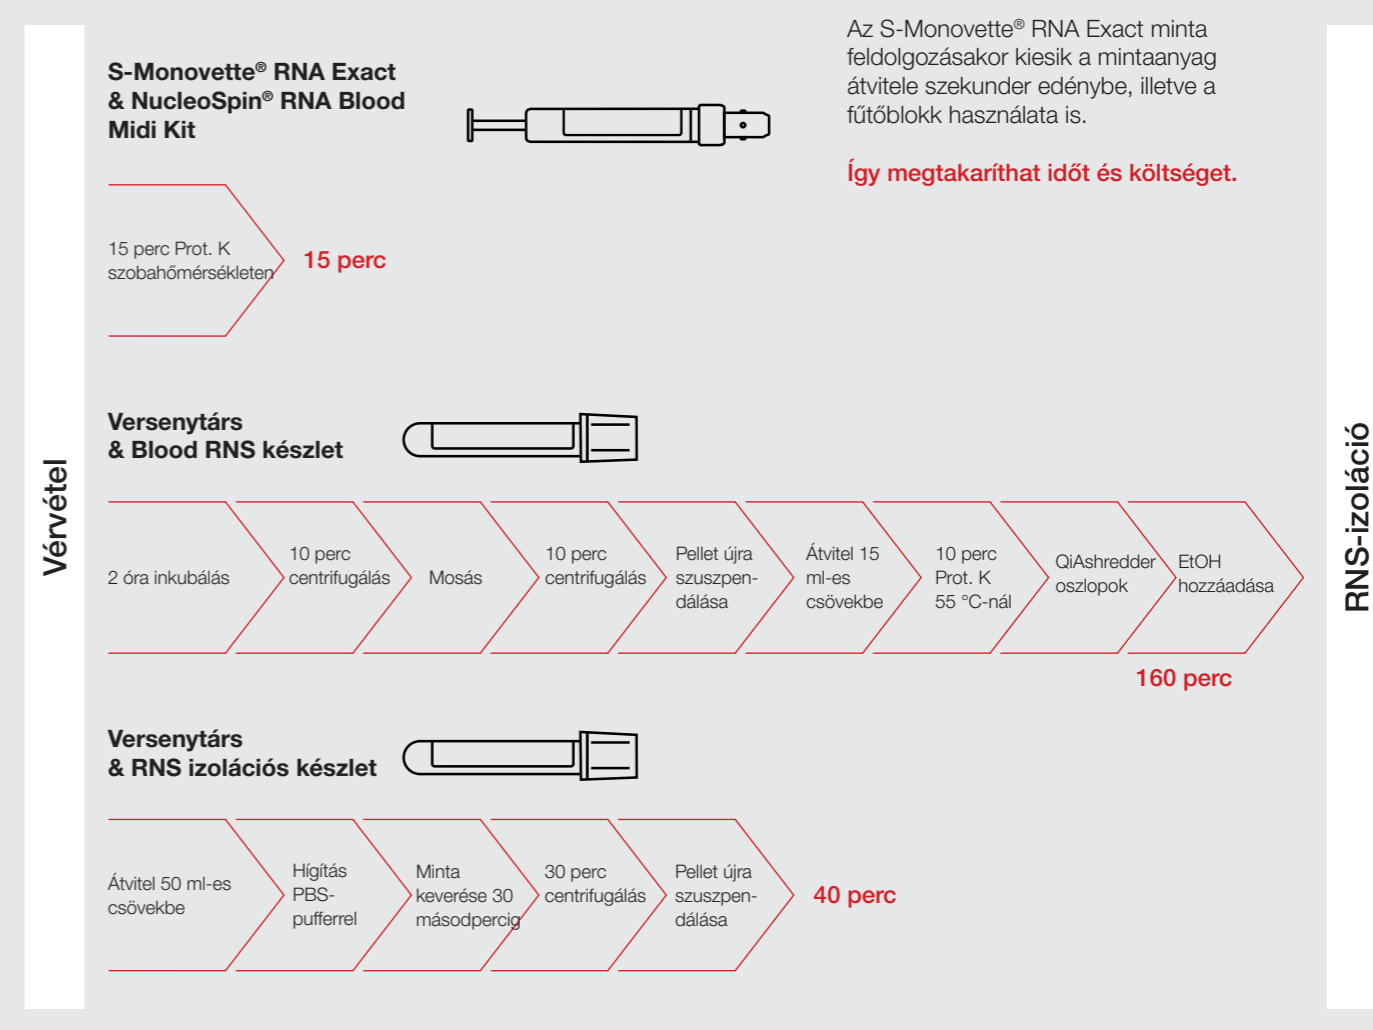 Vérvétel
S-Monovette® RNA Exact
& NucleoSpin® RNA Blood
Midi Kit
Az S-Monovette® RNA Exact minta
feldolgozásakor kiesik a mintaanyag
átvitele szekunder edénybe, illetve a
fűtőblokk használata is.
Így megtakaríthat időt és költséget.
15 perc Prot. K
szobahőmérsékleten
15 perc
Versenytárs
& Blood RNS készlet
2 óra inkubálás
10 perc
centrifugálás
Mosás
10 perc
centrifugálás
Pellet újra
szuszpen-
dálása
Átvitel 15
ml-es
csövekbe
10 perc
Prot. K
55 °C-nál
QiAshredder
oszlopok
EtOH
hozzáadása
160 perc
Versenytárs
& RNS izolációs készlet
Átvitel 50 ml-es
csövekbe
Hígítás
PBS-
pufferrel
Minta
keverése 30
másodpercig
30 perc
centrifugálás
Pellet újra
szuszpen-
dálása
40 perc
RNS-izoláció